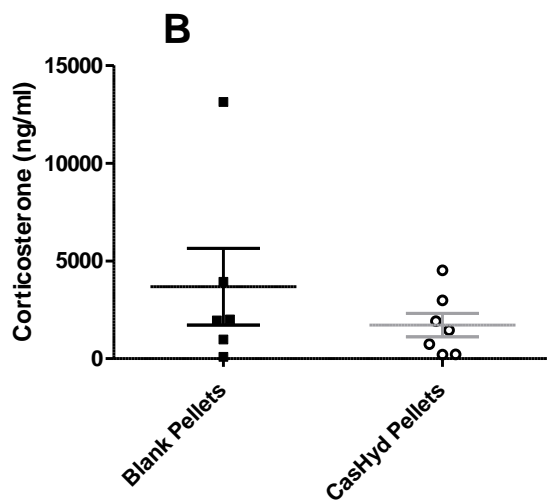 B
Corticosterone (ng/ml)
15000
10000
5000
0
Blank Pellets
CasHyd Pellets